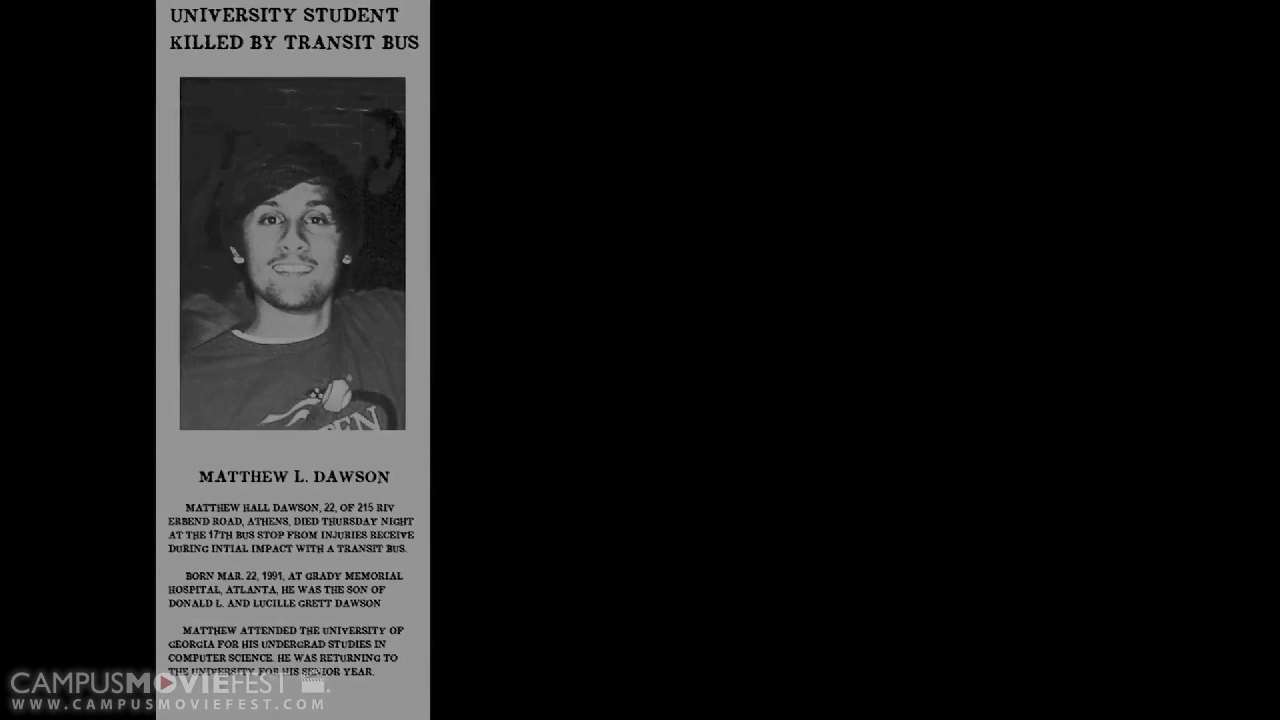 UNIVERSITY STUDENT
KILLED BY TRANSIT BUS
EN
MATTHEW L. DAWSON
MATTHEW HALL DAWSON, 22, OF 215 RIV
ERBEND ROAD, ATHENS, DIED THURSDAY NIGHT
AT THE 17TH BUS STOP FROM INJURIES RECEIVE
DURING INTIAL IMPACT WITH A TRANSIT BUS.
BORN MAR. 22, 1991, AT GRADY MEMORIAL
HOSPITAL, ATLANTA, HE WAS THE SON OF
DONALD L. AND LUCILLE GRETT DAWSON
MATTHEW ATTENDED THE UNIVERSITY OF
GEORGIA FOR HIS UNDERGRAD STUDIES IN
COMPUTER SCIENCE. HE WAS RETURNING TO
THE UNIVERSITY FOR HIS SENIOR YEAR.
CAMPUSMOVIEFEST
WWW.CAMPUSMOVIEFEST.COM